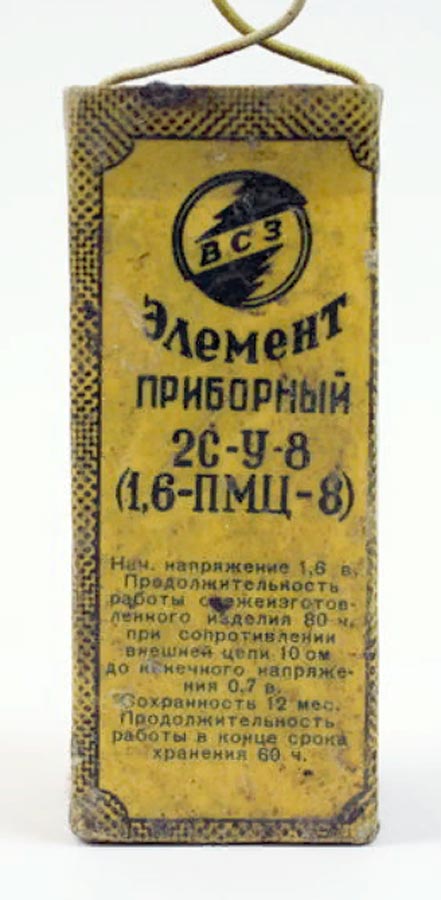 ВСЗ
Элемент
ПРИБОРНЫЙ
2С-У-8
(1,6-ПМЦ-8)
Нач. напряжение 1,6 в.
Продолжительность
работы свежеизготов-
ленного изделия 80 ч.
при сопротивлении
внешней цепи 10 ом
до конечного напряже-
ния 0,7 в.
Сохранность 12 мес.
Продолжительность
работы в конце срока
хранения 60 ч.